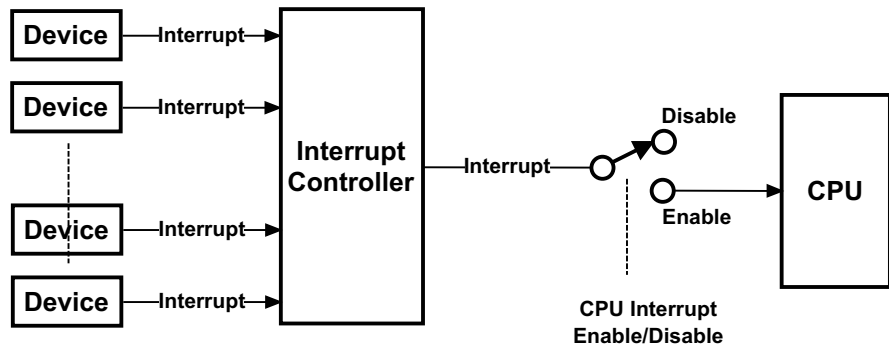 Device
Interrupt
Device
Interrupt
Device
Interrupt
Device
Interrupt
Interrupt
Controller
Interrupt
Disable
Enable
CPU
CPU Interrupt
Enable/Disable